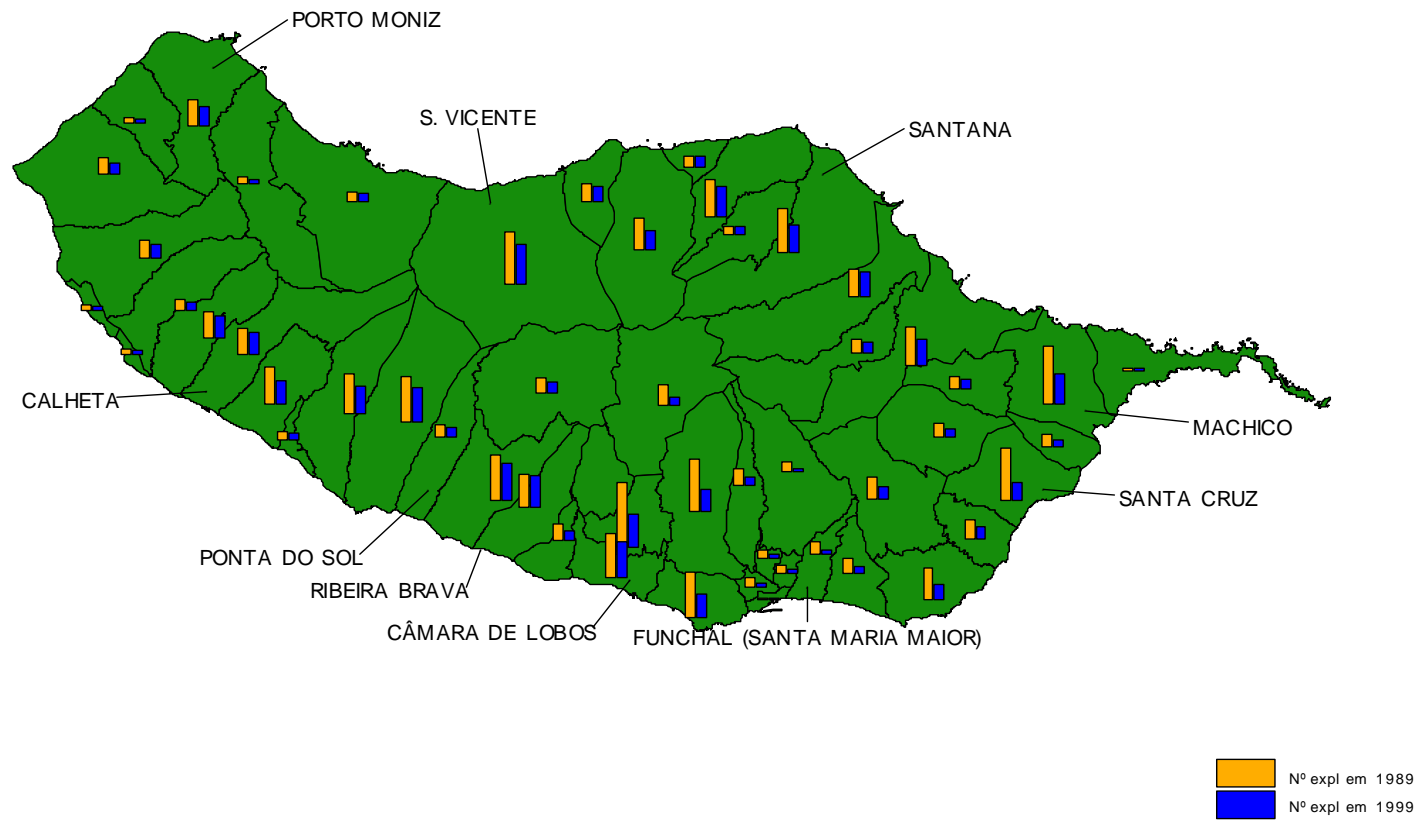 PORTO MONIZ
S. VICENTE
SANTANA
CALHETA
MACHICO
SANTA CRUZ
PONTA DO SOL
RIBEIRA BRAVA
CÂMARA DE LOBOS
FUNCHAL (SANTA MARIA MAIOR)
Nº expl em 1989
Nº expl em 1999